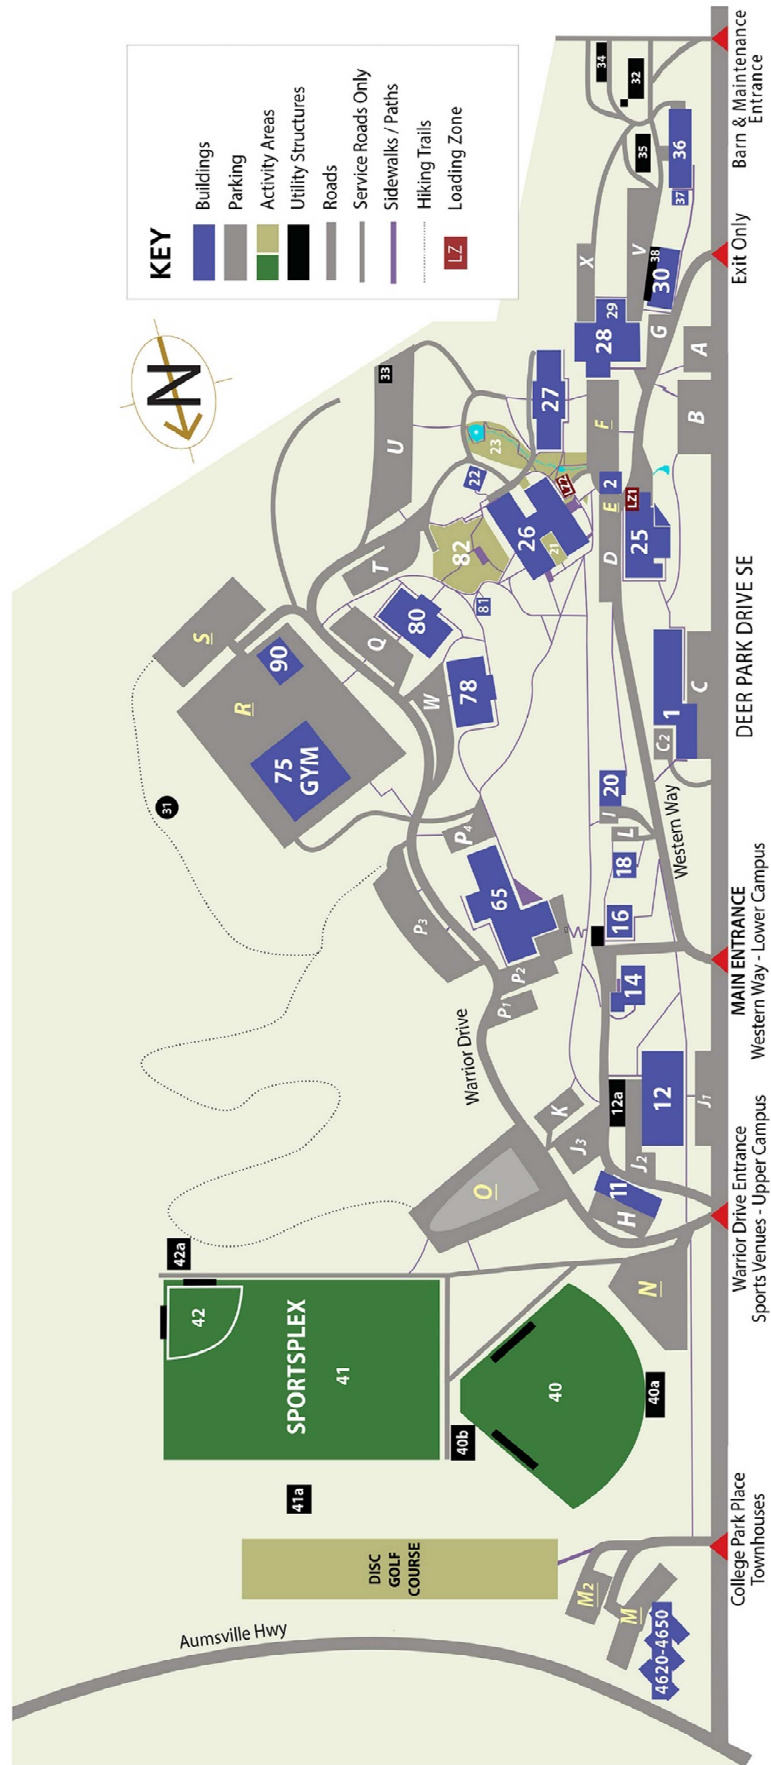 KEY
Buildings
Parking
Activity Areas
Utility Structures
Roads
Service Roads Only
Sidewalks / Paths
Hiking Trails
LZ
Loading Zone
N
34
32
35
36
37
38
30
X
V
29
28
G
A
B
33
U
27
F
23
22
LZ2
2
E
LZ1
25
26
21
D
82
81
T
S
Q
80
90
R
W
78
75
GYM
1
C
C2
20
I
L
18
16
31
P4
65
P3
P2
P1
14
Warrior Drive
Western Way
12
12a
J1
J2
J3
K
11
H
O
N
42a
42
SPORTSPLEX
41
40
40a
40b
41a
DISC
GOLF
COURSE
M2
M
4620-4650
Aumsville Hwy
DEER PARK DRIVE SE
Barn & Maintenance
Entrance
Exit Only
MAIN ENTRANCE
Western Way - Lower Campus
Warrior Drive Entrance
Sports Venues - Upper Campus
College Park Place
Townhouses